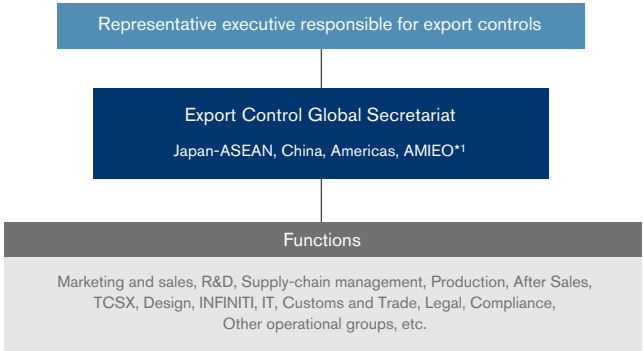 Representative executive responsible for export controls
Export Control Global Secretariat
Japan-ASEAN, China, Americas, AMIEO*1
Functions
Marketing and sales, R&D, Supply-chain management, Production, After Sales,
TCSX, Design, INFINITI, IT, Customs and Trade, Legal, Compliance,
Other operational groups, etc.